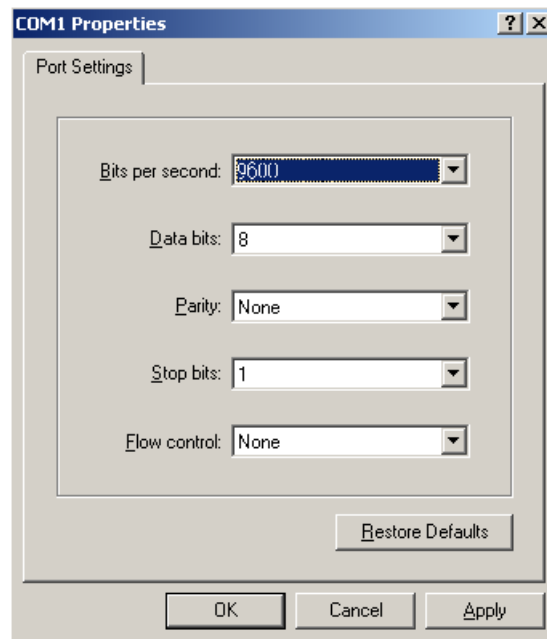 COM1 Properties
Port Settings
Bits per second: 9600
Data bits: 8
Parity: None
Stop bits: 1
Flow control: None
Restore Defaults
OK Cancel Apply